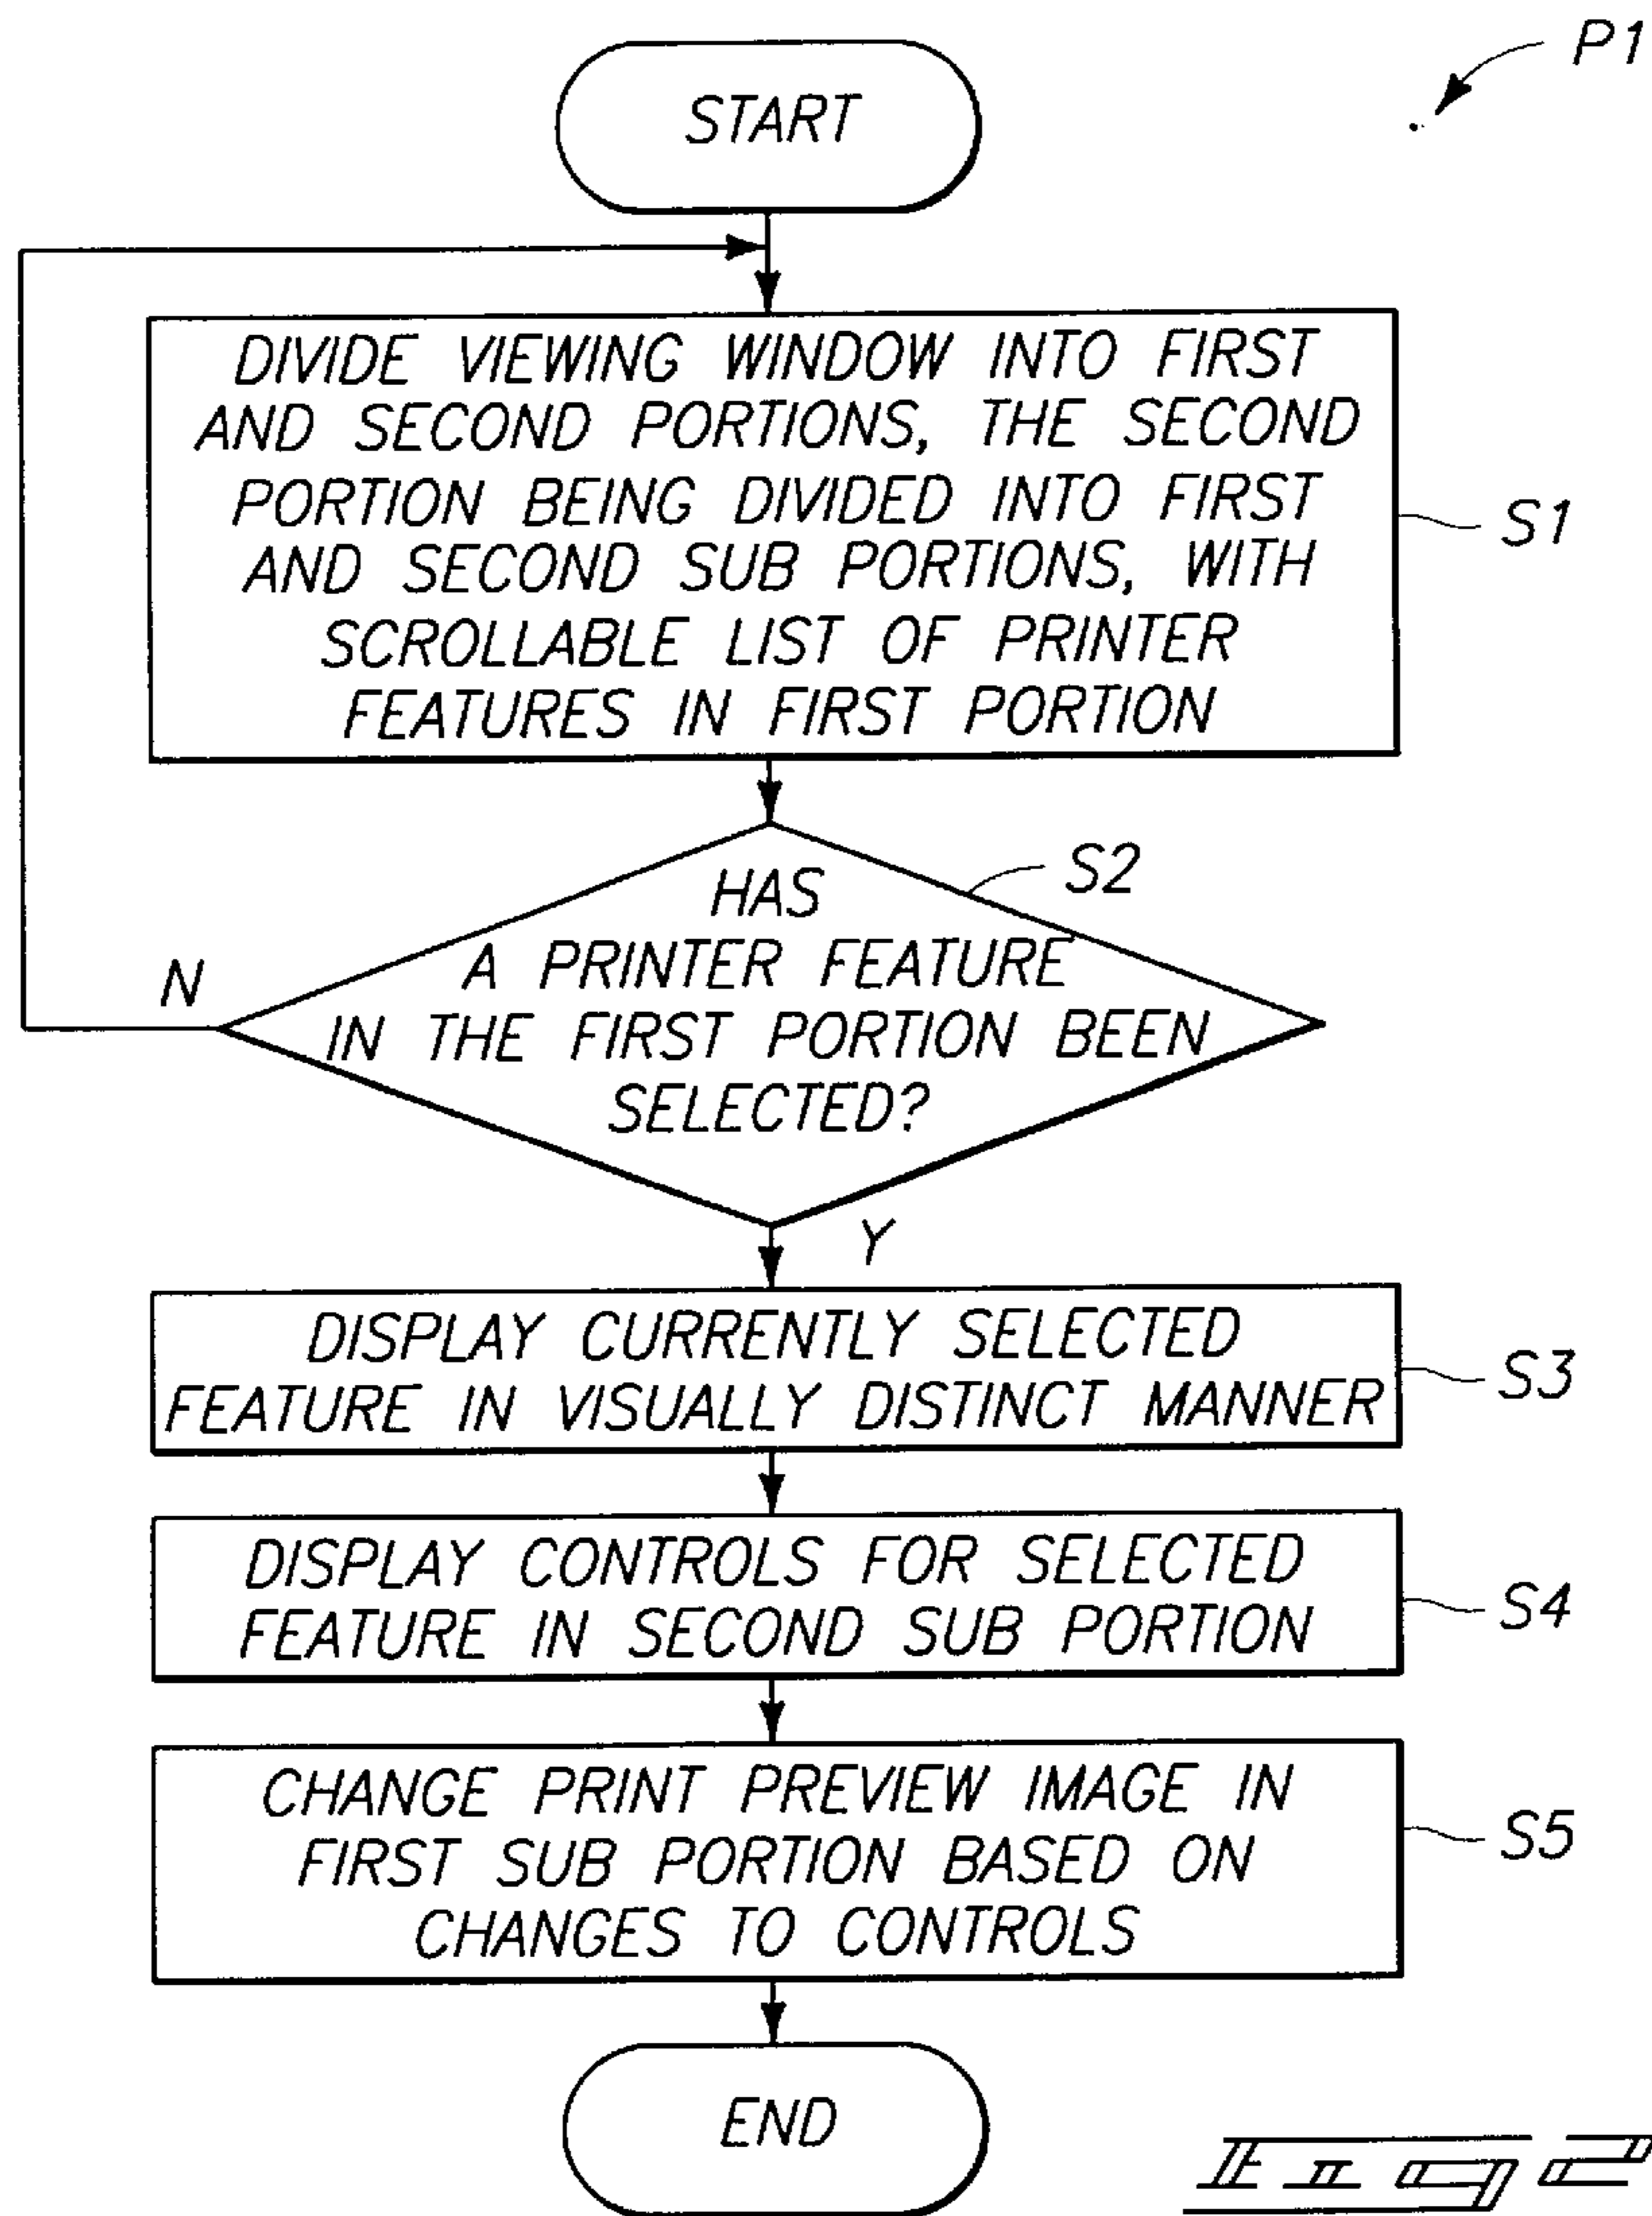 P1
START
DIVIDE VIEWING WINDOW INTO FIRST
AND SECOND PORTIONS, THE SECOND
PORTION BEING DIVIDED INTO FIRST
AND SECOND SUB PORTIONS, WITH
SCROLLABLE LIST OF PRINTER
FEATURES IN FIRST PORTION
S1
S2
HAS
A PRINTER FEATURE
IN THE FIRST PORTION BEEN
SELECTED?
N
Y
DISPLAY CURRENTLY SELECTED
FEATURE IN VISUALLY DISTINCT MANNER
S3
DISPLAY CONTROLS FOR SELECTED
FEATURE IN SECOND SUB PORTION
S4
CHANGE PRINT PREVIEW IMAGE IN
FIRST SUB PORTION BASED ON
CHANGES TO CONTROLS
S5
END
Fig 2